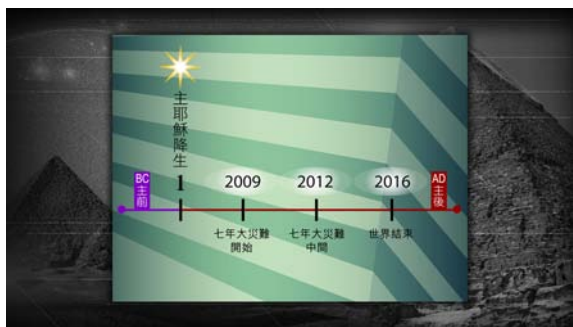 主耶穌降生
BC
主前
1
2009
2012
2016
AD
主後
七年大災難
開始
七年大災難
中間
世界結束